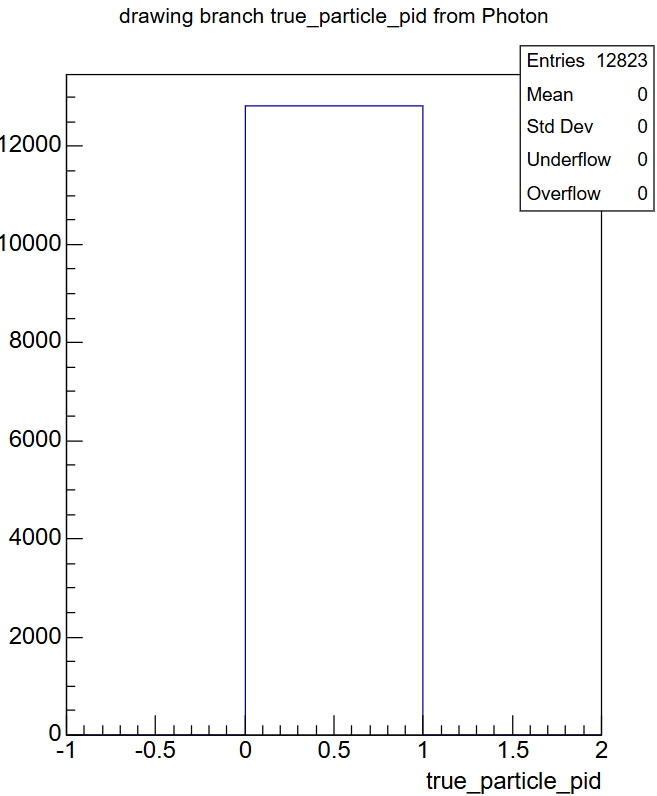 drawing branch true_particle_pid from Photon
Entries 12823
Mean 0
Std Dev 0
Underflow 0
Overflow 0
12000
10000
8000
6000
4000
2000
0
-1 -0.5 0 0.5 1 1.5 2
true_particle_pid